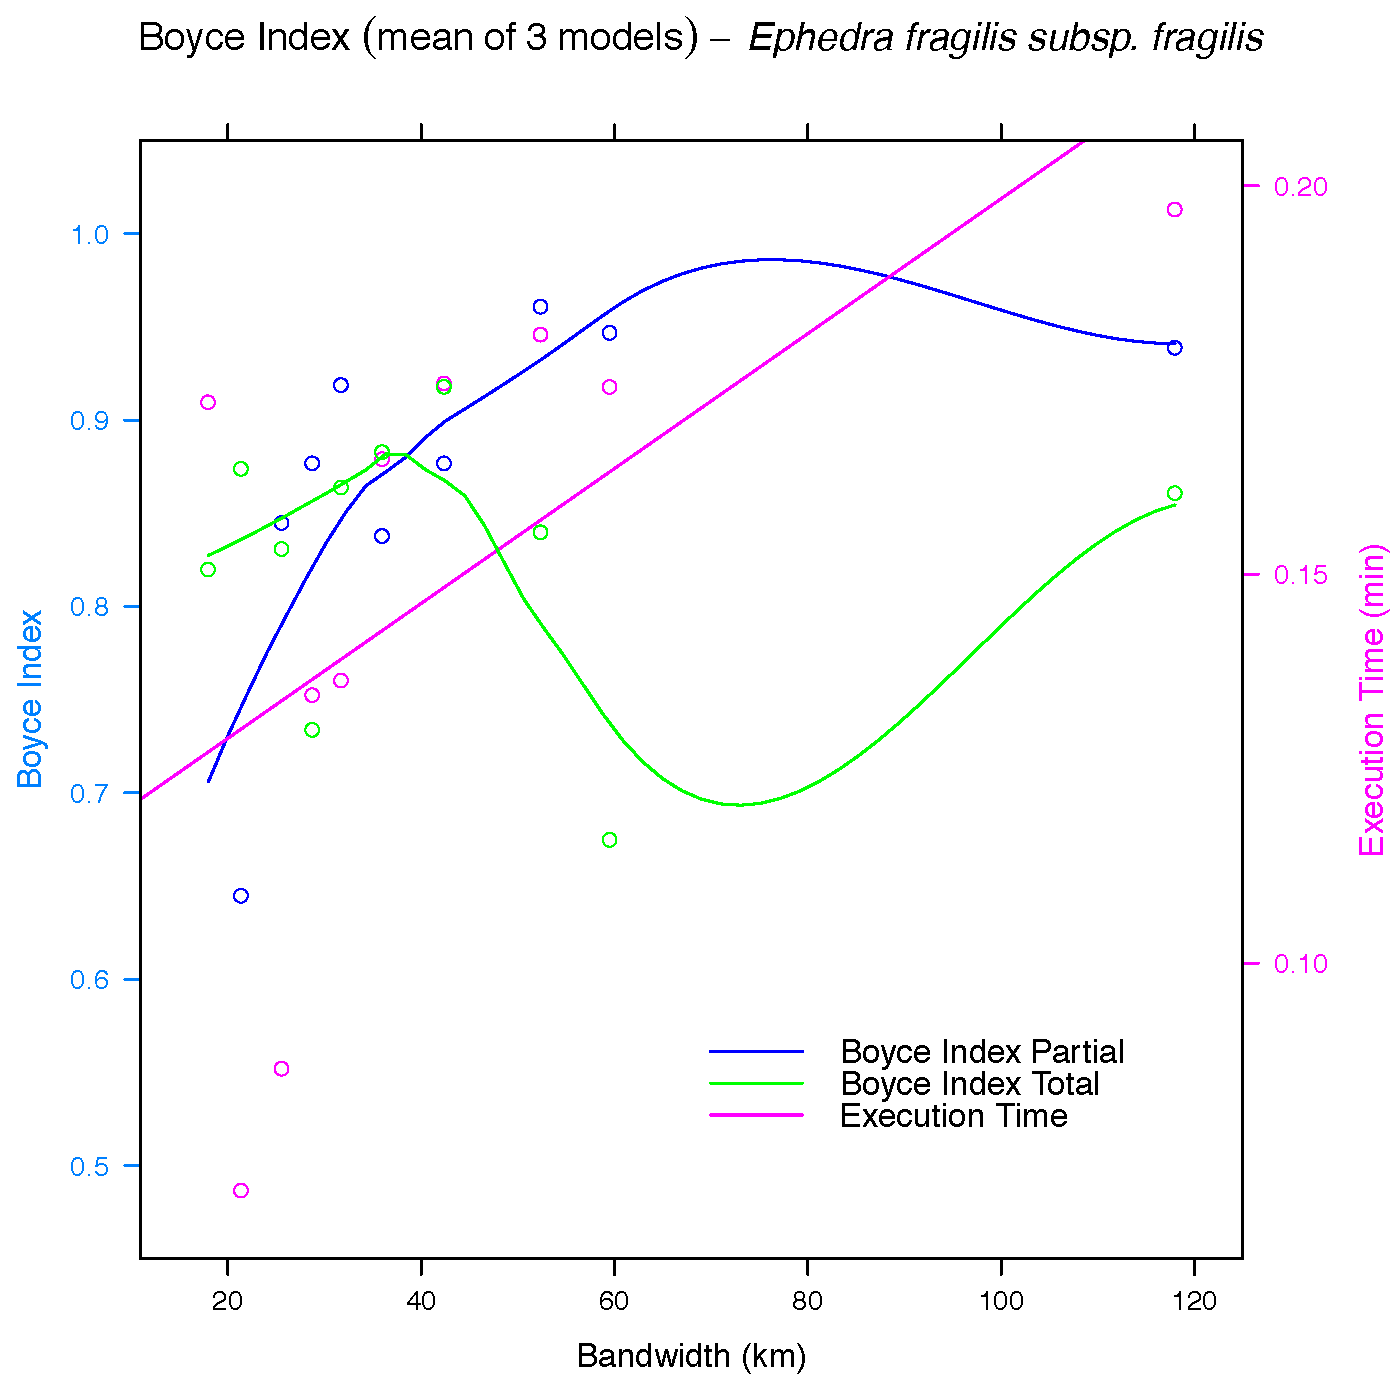 Boyce Index (mean of 3 models) – Ephedra fragilis subsp. fragilis
1.0
0.9
0.8
0.7
0.6
0.5
Boyce Index
0.20
0.15
0.10
Execution Time (min)
Boyce Index Partial
Boyce Index Total
Execution Time
20 40 60 80 100 120
Bandwidth (km)